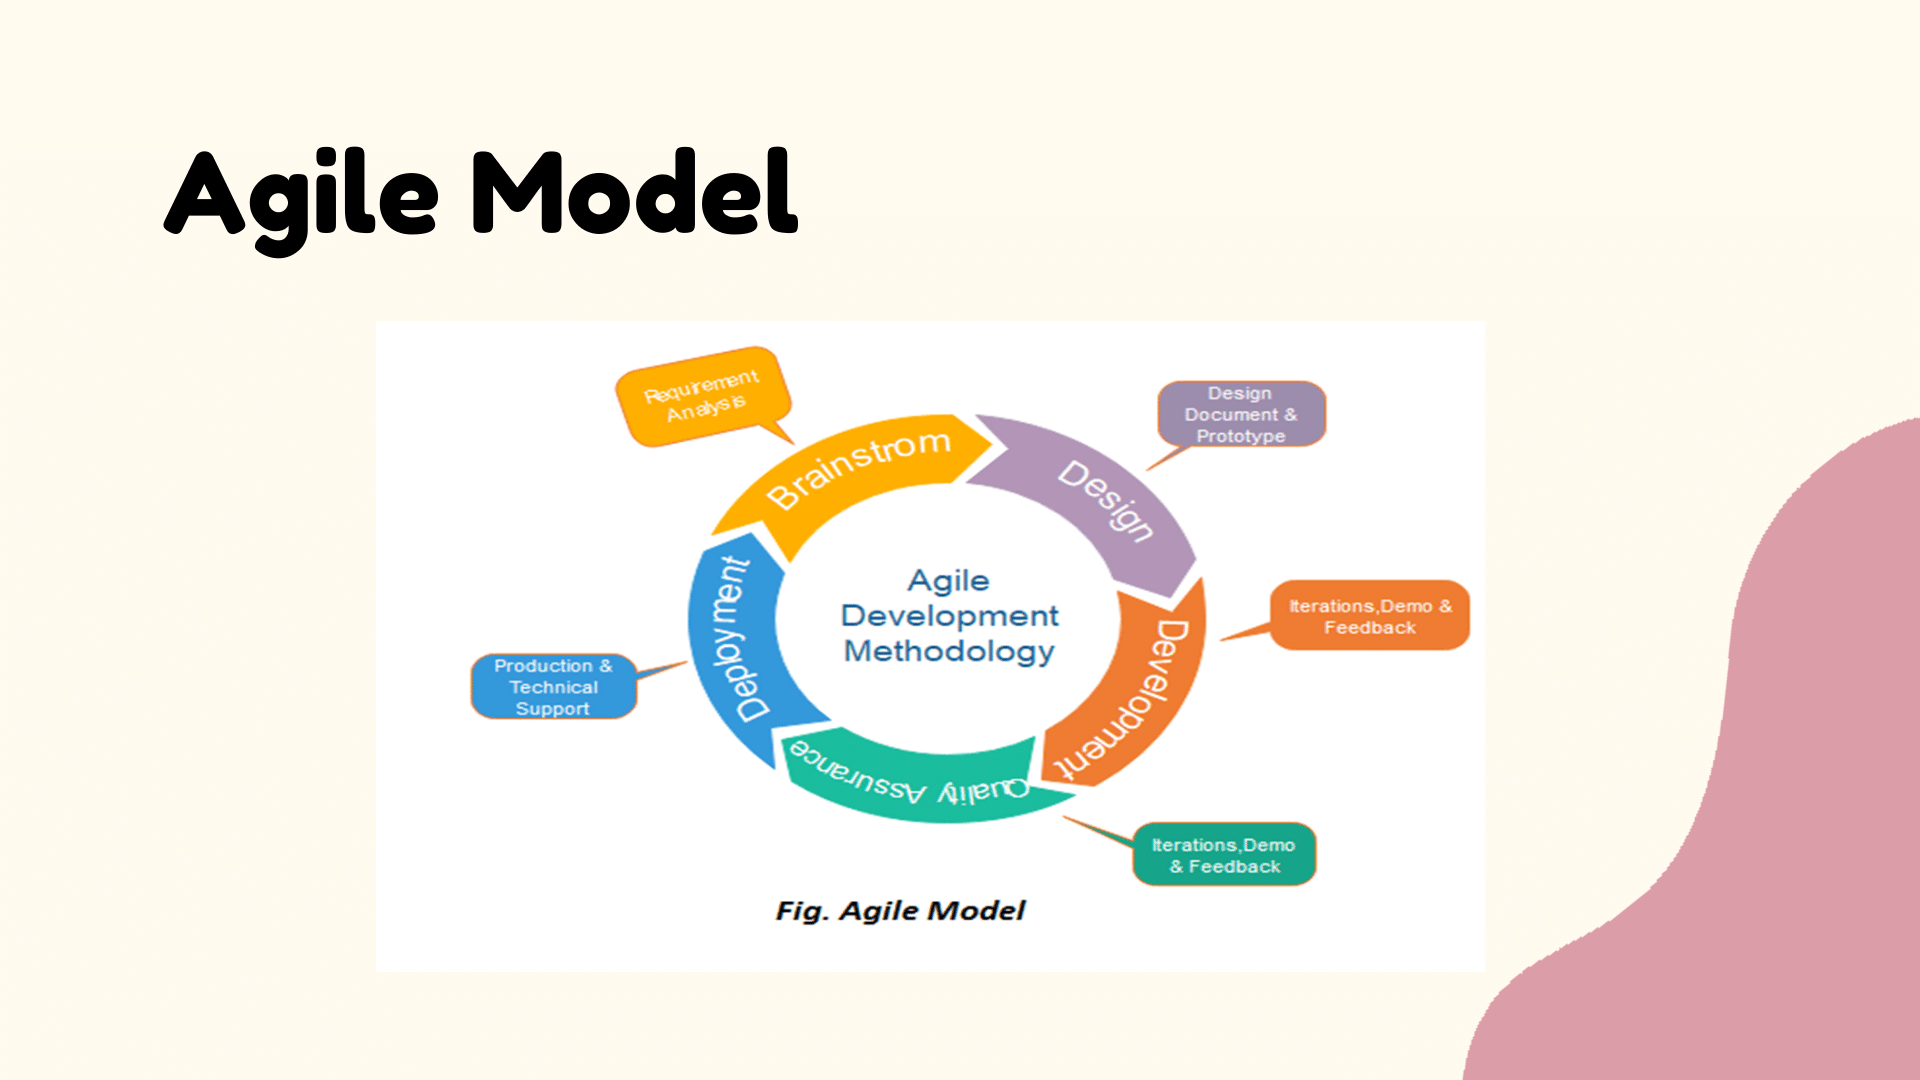 Agile Model
Requirement
Analysis
Brainstrom
Design
Design
Document &
Prototype
Development
Iterations,Demo &
Feedback
Quality Assurance
Iterations,Demo
& Feedback
Deployment
Production &
Technical
Support
Agile
Development
Methodology
Fig. Agile Model